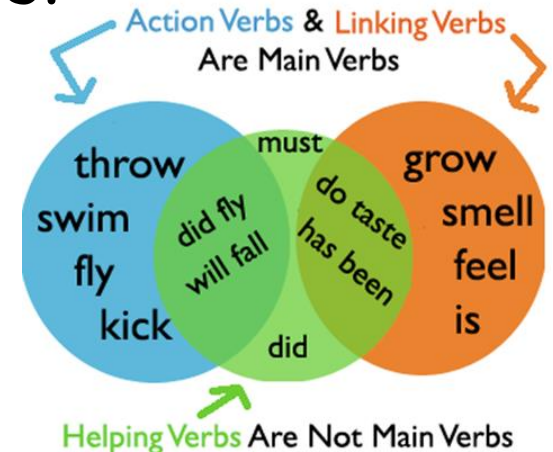 Action Verbs & Linking Verbs
Are Main Verbs
throw
swim
fly
kick
did fly
will fall
must
did
do taste
has been
grow
smell
feel
is
Helping Verbs Are Not Main Verbs